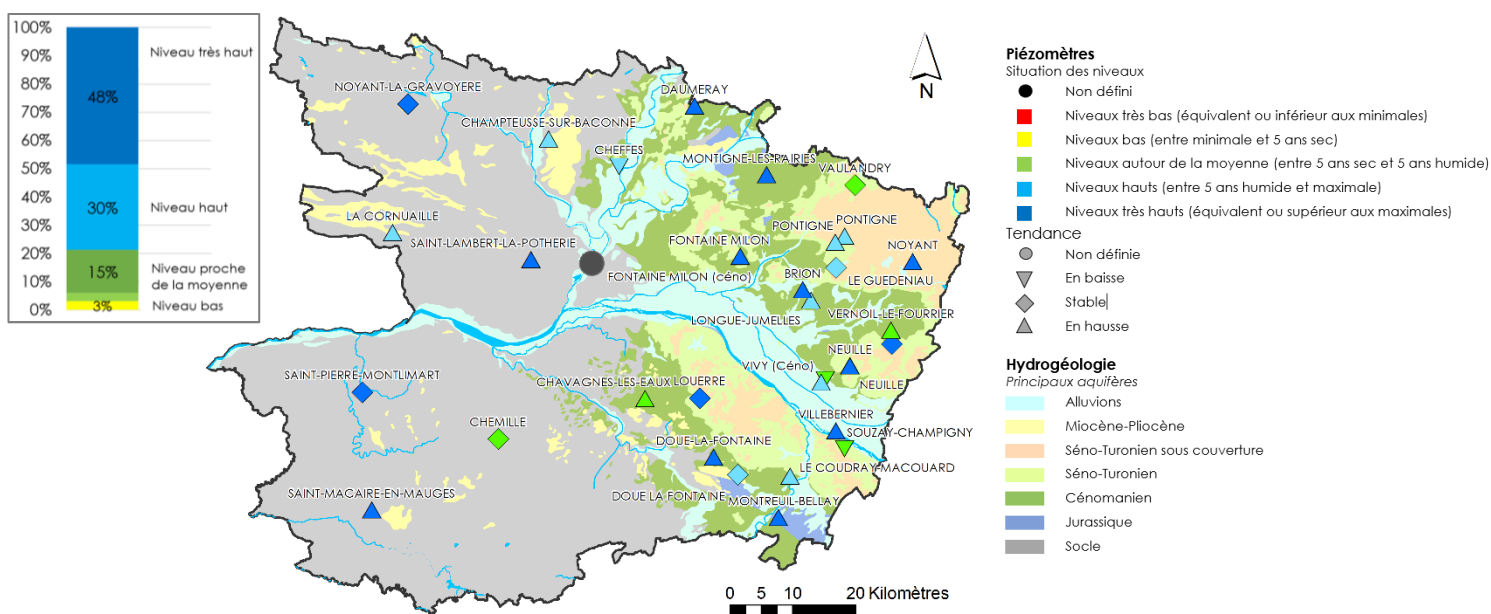 100%
90%
80%
70%
60%
50%
40%
30%
20%
10%
0%
48%
30%
15%
3%
Niveau très haut
Niveau haut
Niveau proche
de la moyenne
Niveau bas
NOYANT-LA-GRAVOYERE
DAUMERAY
CHAMPTEUSSE-SUR-BACONNE
CHEFFES
MONTIGNE-LES-RAIRIES
VAULANDRY
LA CORNUAILLE
SAINT-LAMBERT-LA-POTHERIE
FONTAINE MILON
PONTIGNE
PONTIGNE
NOYANT
FONTAINE MILON (céno)
BRION
LE GUEDENIAU
LONGUE-JUMELLES
VERNOIL-LE-FOURRIER
NEUILLE
VIVY (Céno)
NEUILLE
SAINT-PIERRE-MONTLIMART
CHAVAGNES-LES-EAUX
LOUERRE
CHEMILLE
VILLEBERNIER
SOUZAY-CHAMPIGNY
DOUE-LA-FONTAINE
LE COUDRAY-MACOUARD
SAINT-MACAIRE-EN-MAUGES
DOUE LA FONTAINE
MONTREUIL-BELLAY
N
0 5 10 20 Kilomètres
Piézomètres
Situation des niveaux
Non défini
Niveaux très bas (équivalent ou inférieur aux minimales)
Niveaux bas (entre minimale et 5 ans sec)
Niveaux autour de la moyenne (entre 5 ans sec et 5 ans humide)
Niveaux hauts (entre 5 ans humide et maximale)
Niveaux très hauts (équivalent ou supérieur aux maximales)
Tendance
Non définie
En baisse
Stable
En hausse
Hydrogéologie
Principaux aquifères
Alluvions
Miocène-Pliocène
Séno-Turonien sous couverture
Séno-Turonien
Cénomanien
Jurassique
Socle